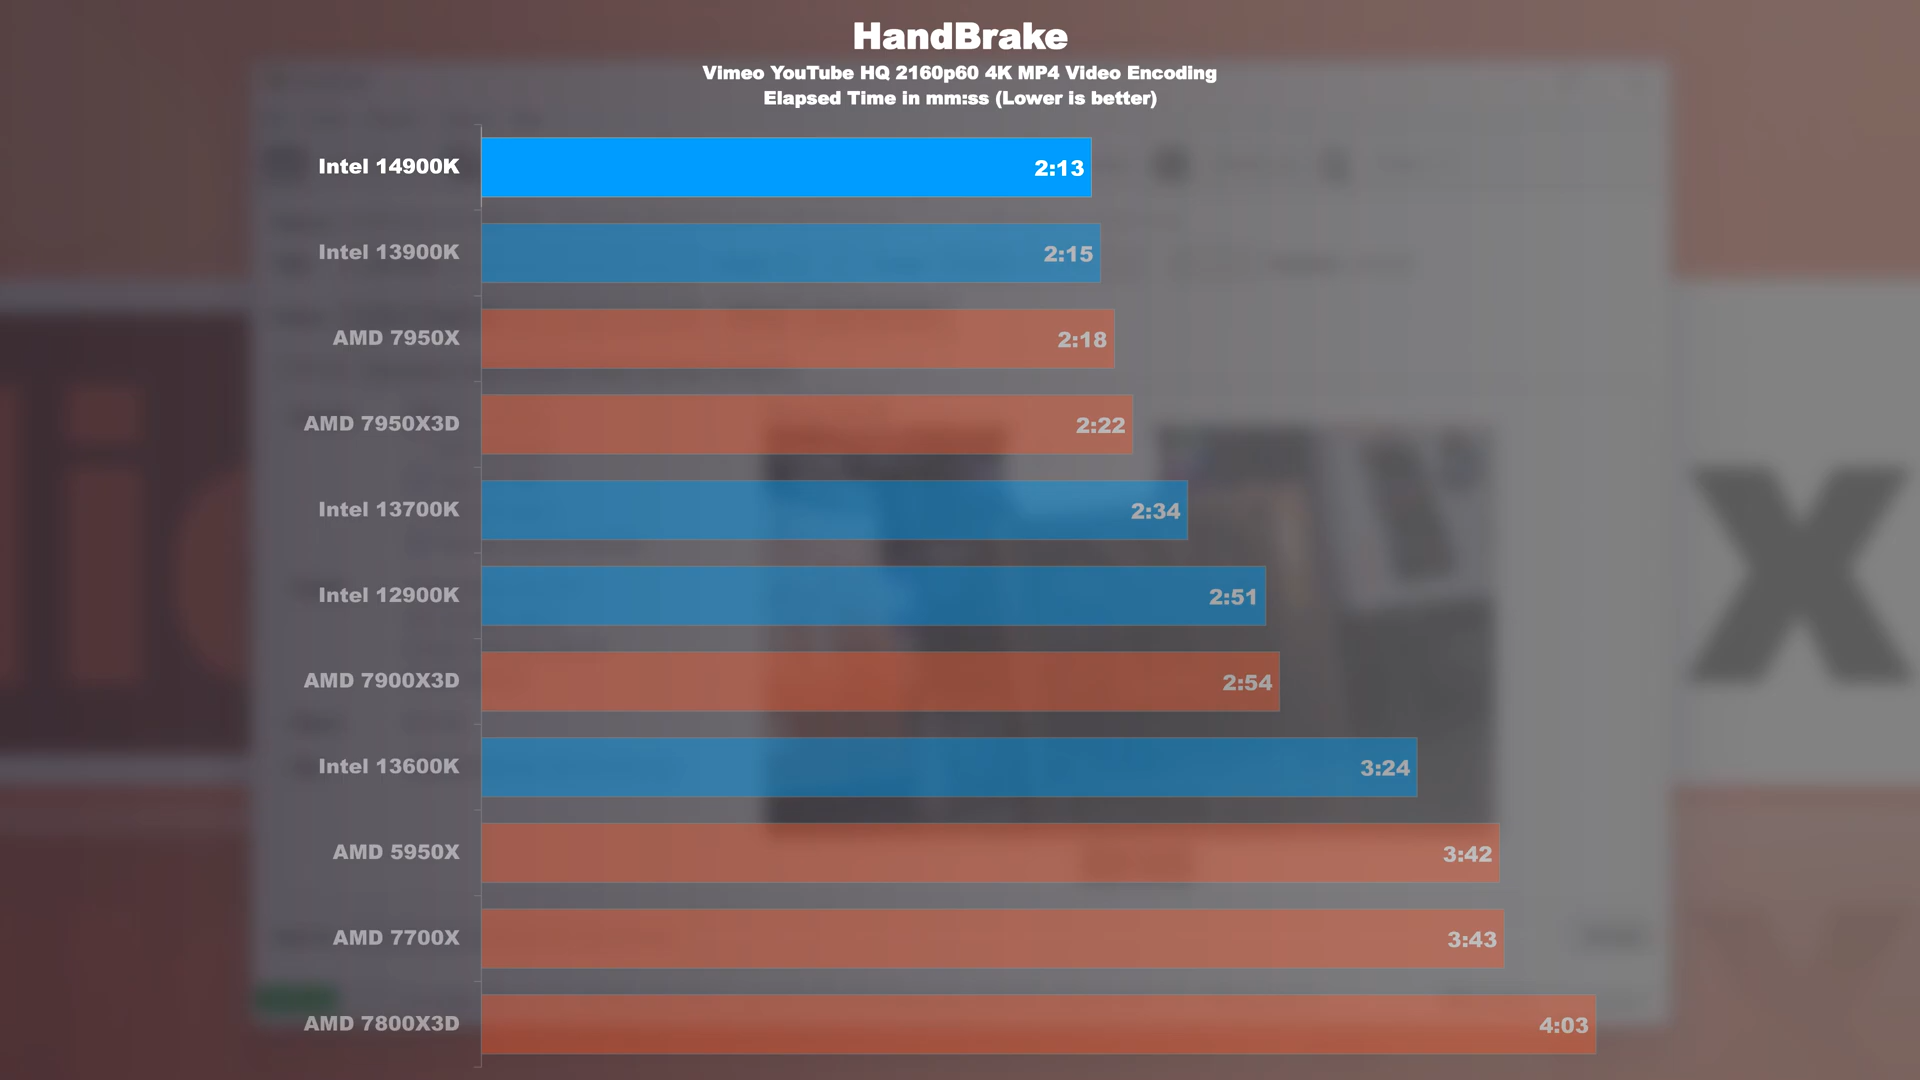 HandBrake
Vimeo YouTube HQ 2160p60 4K MP4 Video Encoding
Elapsed Time in mm:ss (Lower is better)
Intel 14900K 2:13
Intel 13900K 2:15
AMD 7950X 2:18
AMD 7950X3D 2:22
Intel 13700K 2:34
Intel 12900K 2:51
AMD 7900X3D 2:54
Intel 13600K 3:24
AMD 5950X 3:42
AMD 7700X 3:43
AMD 7800X3D 4:03